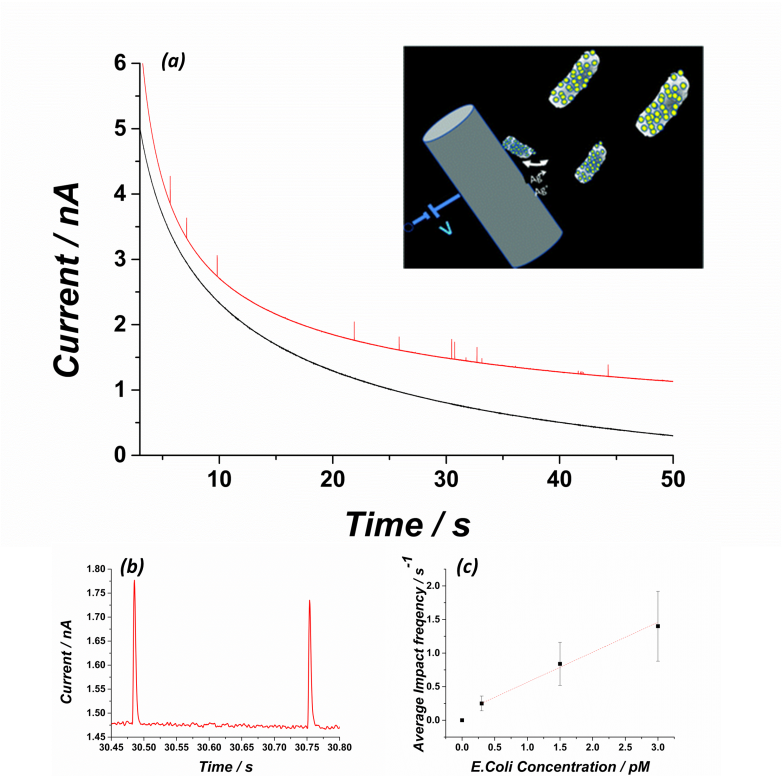 (a)
6
5
4
3
2
1
0
Current / nA
10
20
30
40
50
Time / s
Ag
Ag⁺
V
(b)
1.80
1.75
1.70
1.65
1.60
1.55
1.50
1.45
Current / nA
30.45 30.50 30.55 30.60 30.65 30.70 30.75 30.80
Time / s
(c)
2.0
1.5
1.0
0.5
0.0
Average Impact freqency / s⁻¹
0.0 0.5 1.0 1.5 2.0 2.5 3.0
E.Coli Concentration / pM